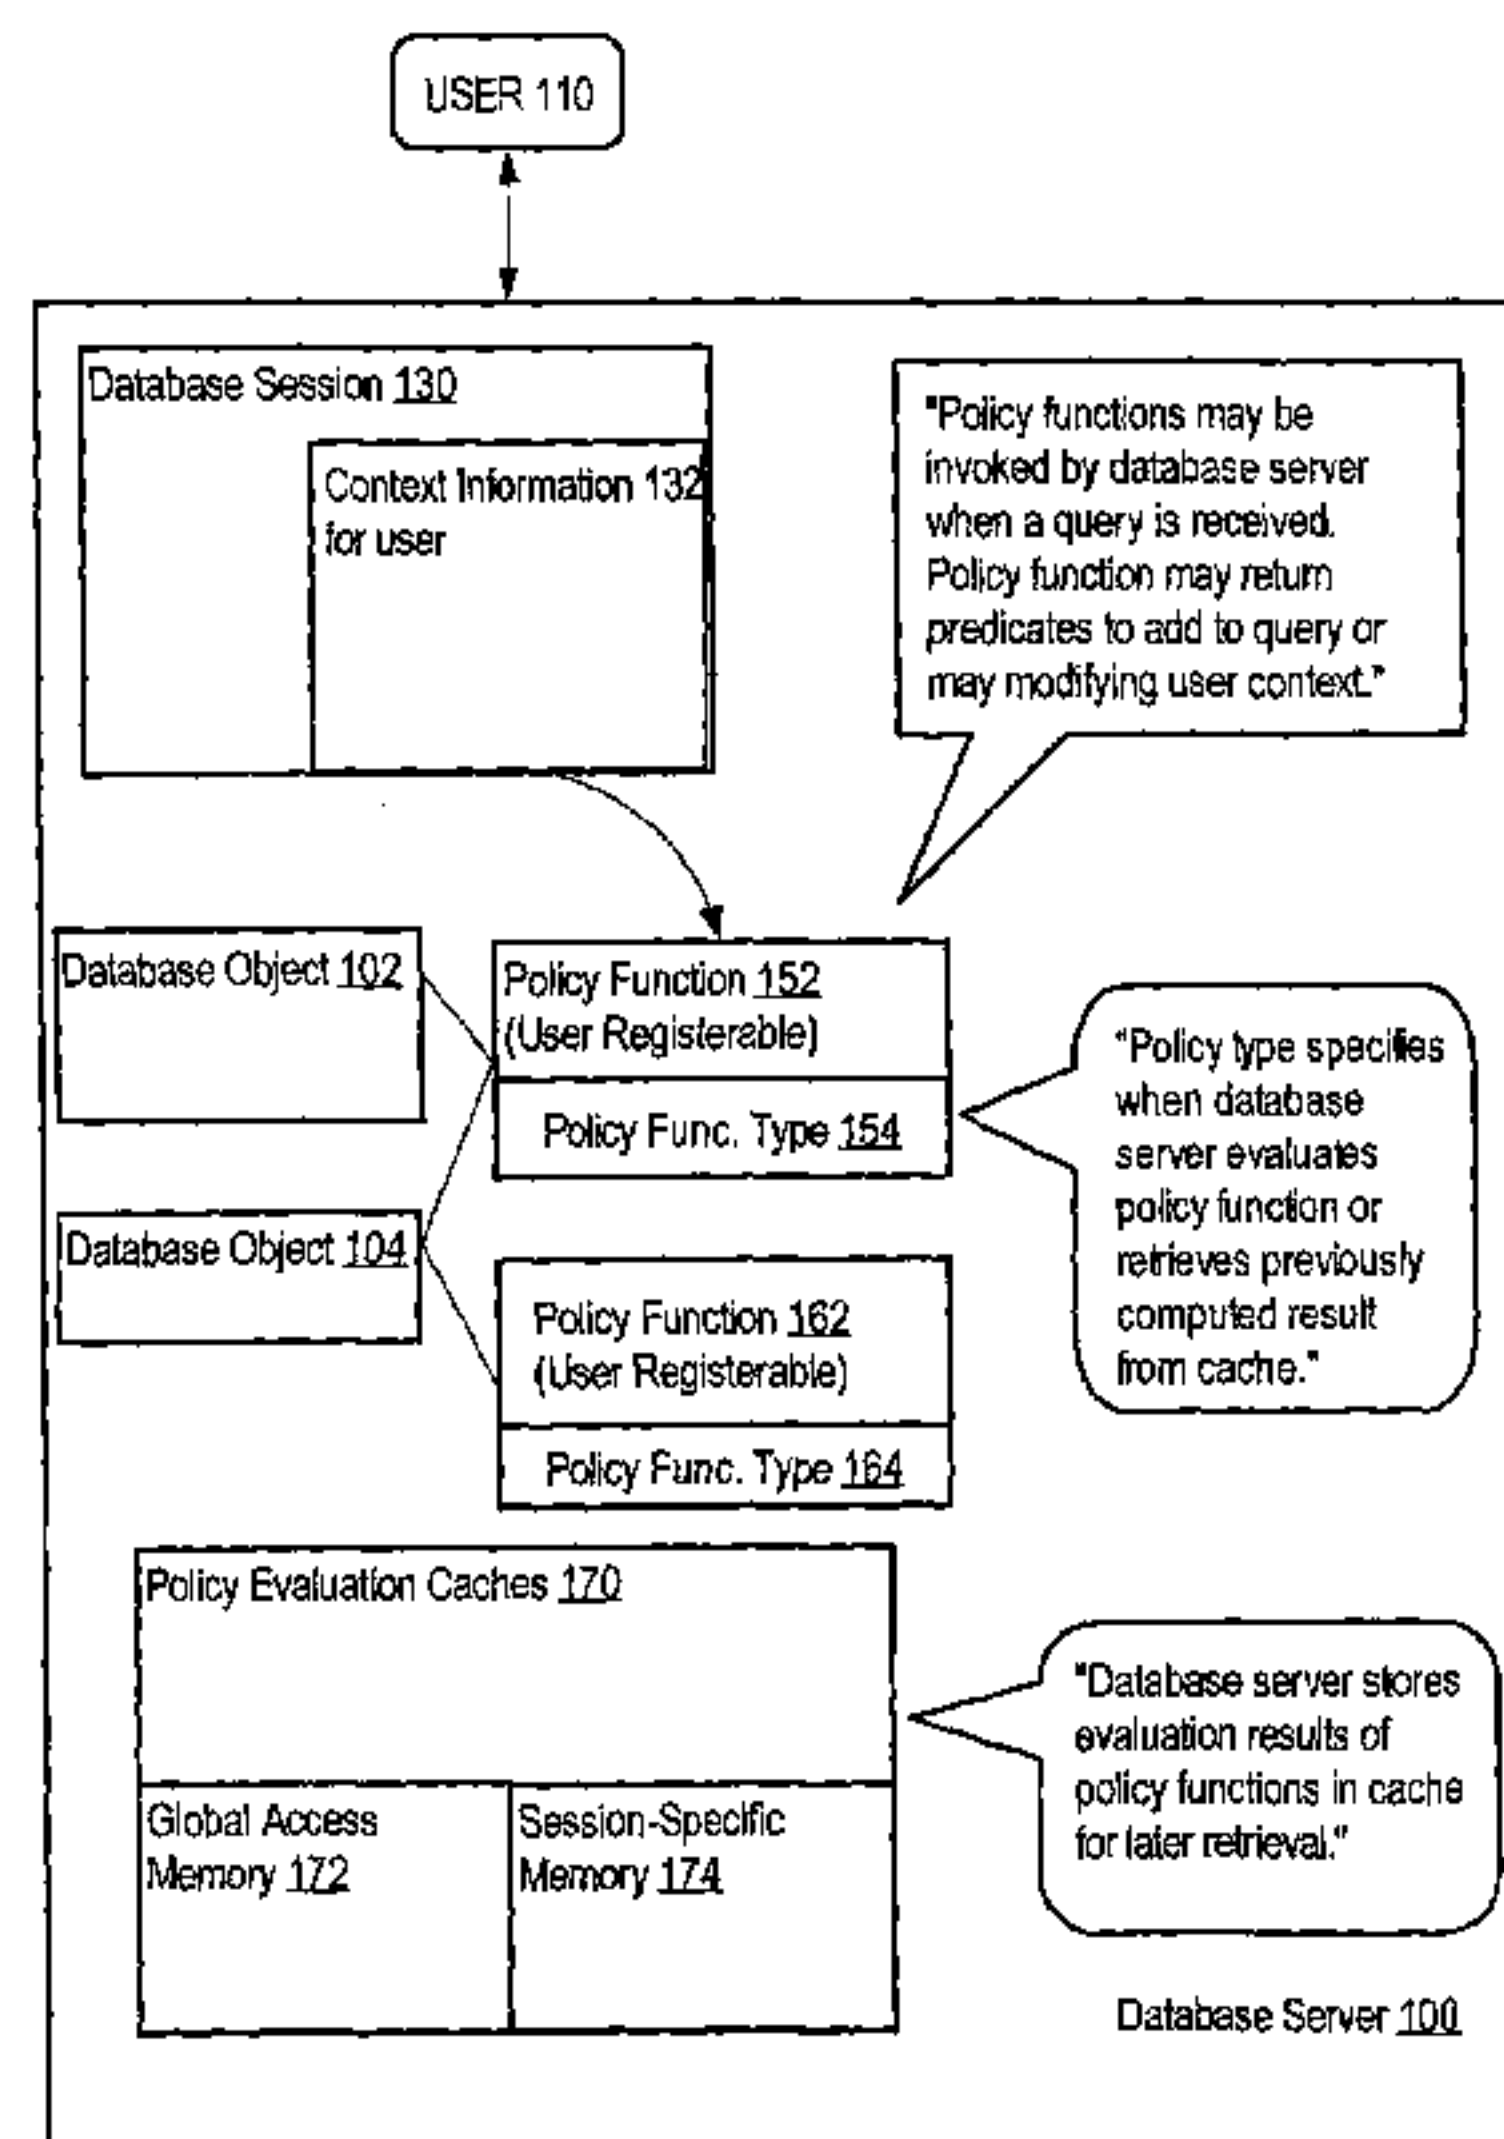 USER 110
Database Session 130
Context Information 132
for user
"Policy functions may be
invoked by database server
when a query is received.
Policy function may return
predicates to add to query or
may modifying user context."
Database Object 102
Policy Function 152
(User Registerable)
Policy Func. Type 154
"Policy type specifies
when database
server evaluates
policy function or
retrieves previously
computed result
from cache."
Database Object 104
Policy Function 162
(User Registerable)
Policy Func. Type 164
Policy Evaluation Caches 170
Global Access
Memory 172
Session-Specific
Memory 174
"Database server stores
evaluation results of
policy functions in cache
for later retrieval."
Database Server 100